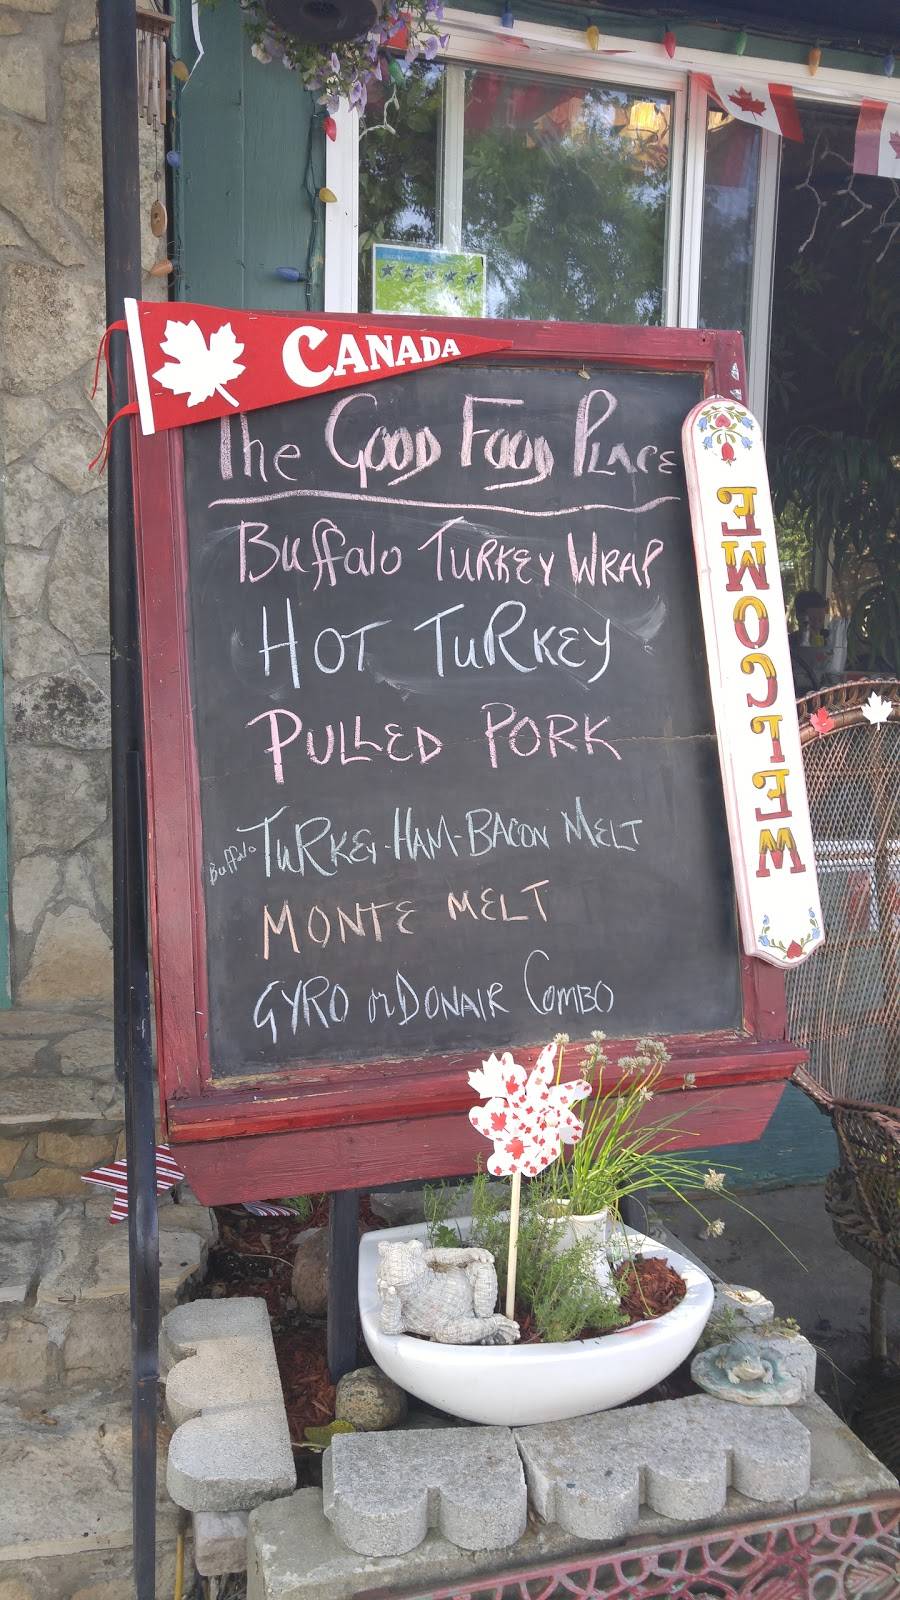 CANADA
The Good Food Place
Buffalo Turkey Wrap
Hot Turkey
Pulled Pork
Buffalo Turkey-Ham-Bacon Melt
Monte Melt
Gyro or Donair Combo
WELCOME